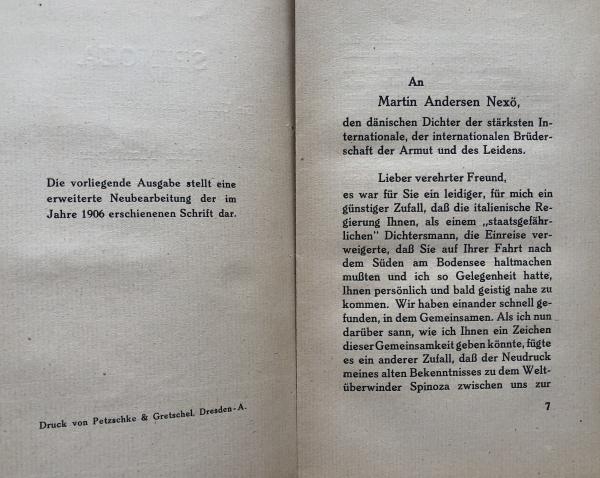 SPINOZA
Die vorliegende Ausgabe stellt eine
erweiterte Neubearbeitung der im
Jahre 1906 erschienenen Schrift dar.
Druck von Petzschke & Gretschel. Dresden-A.
An
Martin Andersen Nexö,
den dänischen Dichter der stärksten In-
ternationale, der internationalen Brüder-
schaft der Armut und des Leidens.
Lieber verehrter Freund,
es war für Sie ein leidiger, für mich ein
günstiger Zufall, daß die italienische Re-
gierung Ihnen, als einem „staatsgefähr-
lichen" Dichtersmann, die Einreise ver-
weigerte, daß Sie auf Ihrer Fahrt nach
dem Süden am Bodensee haltmachen
mußten und ich so Gelegenheit hatte,
Ihnen persönlich und bald geistig nahe zu
kommen. Wir haben einander schnell ge-
funden, in dem Gemeinsamen. Als ich nun
darüber sann, wie ich Ihnen ein Zeichen
dieser Gemeinsamkeit geben könnte, fügte
es ein anderer Zufall, daß der Neudruck
meines alten Bekenntnisses zu dem Welt-
überwinder Spinoza zwischen uns zur
7